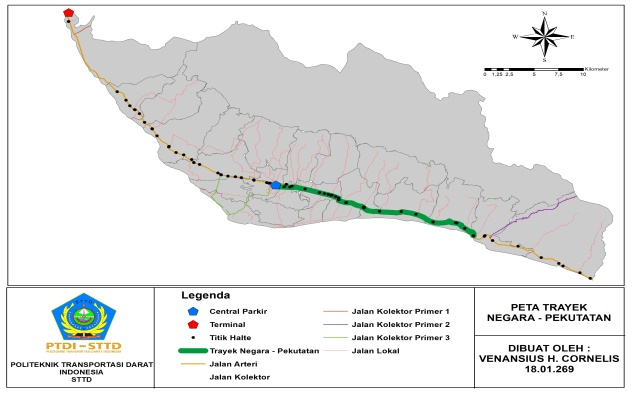 N
W E
S
Kilometer
0 1,25 2,5 5 7,5 10
STTD
PTDI - STTD
POLITEKNIK TRANSPORTASI DARAT
INDONESIA
STTD
Legenda
Central Parkir
Terminal
Titik Halte
Trayek Negara - Pekutatan
Jalan Arteri
Jalan Kolektor
Jalan Kolektor Primer 1
Jalan Kolektor Primer 2
Jalan Kolektor Primer 3
Jalan Lokal
PETA TRAYEK
NEGARA - PEKUTATAN
DIBUAT OLEH :
VENANSIUS H. CORNELIS
18.01.269